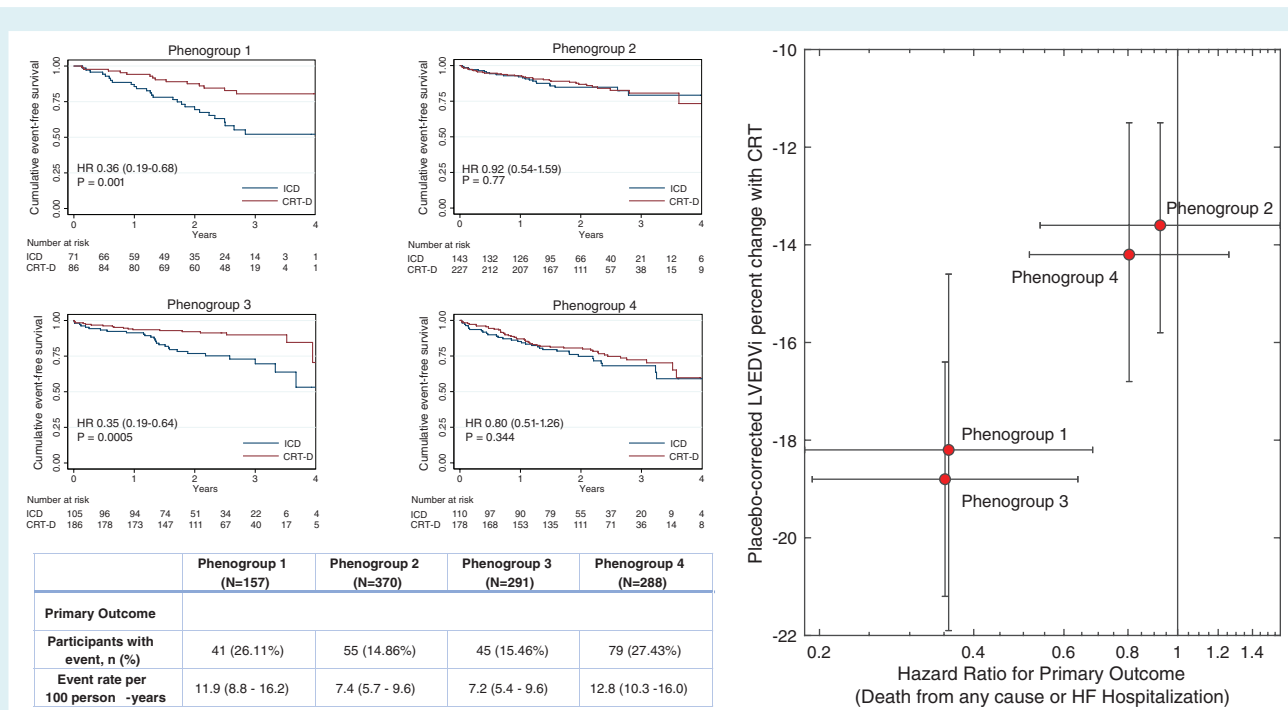 Phenogroup 1
Cumulative event-free survival
1.00
0.75
0.50
0.25
0.00
HR 0.36 (0.19-0.68)
P = 0.001
ICD
CRT-D
0 1 2 3 4
Years
Number at risk
ICD 71 66 59 49 35 24 14 3 1
CRT-D 86 84 80 69 60 48 19 4 1
Phenogroup 2
Cumulative event-free survival
1.00
0.75
0.50
0.25
0.00
HR 0.92 (0.54-1.59)
P = 0.77
ICD
CRT-D
0 1 2 3 4
Years
Number at risk
ICD 143 132 126 95 66 40 21 12 6
CRT-D 227 212 207 167 111 57 38 15 9
Phenogroup 3
Cumulative event-free survival
1.00
0.75
0.50
0.25
0.00
HR 0.35 (0.19-0.64)
P = 0.0005
ICD
CRT-D
0 1 2 3 4
Years
Number at risk
ICD 105 96 94 74 51 34 22 6 4
CRT-D 186 178 173 147 111 67 40 17 5
Phenogroup 4
Cumulative event-free survival
1.00
0.75
0.50
0.25
0.00
HR 0.80 (0.51-1.26)
P = 0.344
ICD
CRT-D
0 1 2 3 4
Years
Number at risk
ICD 110 97 90 79 55 37 20 9 4
CRT-D 178 168 153 135 111 71 36 14 8
Phenogroup 1 Phenogroup 2 Phenogroup 3 Phenogroup 4
(N=157) (N=370) (N=291) (N=288)
Primary Outcome
Participants with
event, n (%) 41 (26.11%) 55 (14.86%) 45 (15.46%) 79 (27.43%)
Event rate per
100 person -years 11.9 (8.8 - 16.2) 7.4 (5.7 - 9.6) 7.2 (5.4 - 9.6) 12.8 (10.3 -16.0)
Placebo-corrected LVEDVi percent change with CRT
-10
-12
-14
-16
-18
-20
-22
Phenogroup 2
Phenogroup 4
Phenogroup 1
Phenogroup 3
0.2 0.4 0.6 0.8 1 1.2 1.4
Hazard Ratio for Primary Outcome
(Death from any cause or HF Hospitalization)